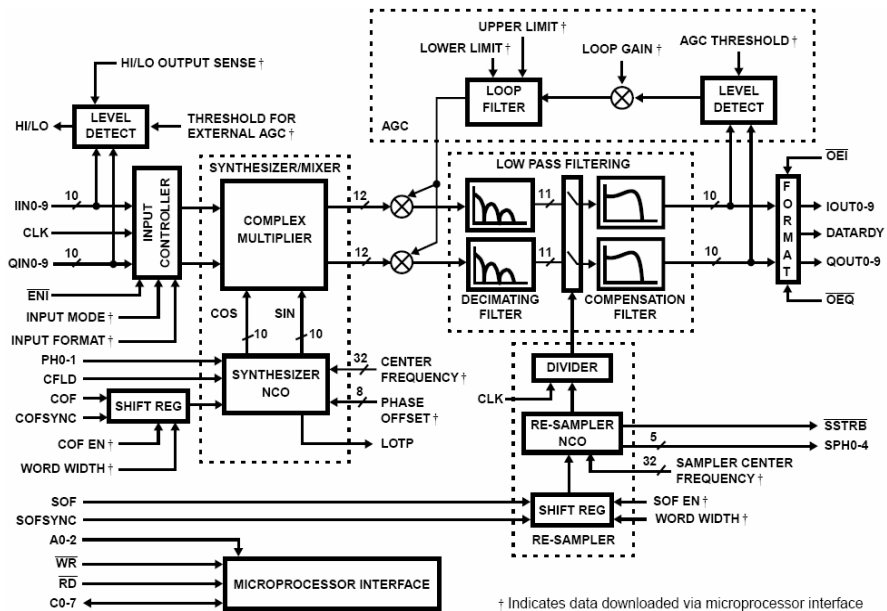 UPPER LIMIT †
LOWER LIMIT †
LOOP GAIN †
AGC THRESHOLD †
HI/LO OUTPUT SENSE †
LOOP
FILTER
LEVEL
DETECT
AGC
HI/LO
LEVEL
DETECT
THRESHOLD FOR
EXTERNAL AGC †
SYNTHESIZER/MIXER
LOW PASS FILTERING
OEI
IIN0-9
10
INPUT
CONTROLLER
COMPLEX
MULTIPLIER
12
11
10
FORMAT
IOUT0-9
CLK
DATARDY
QIN0-9
10
12
11
10
QOUT0-9
ENI
DECIMATING
FILTER
COMPENSATION
FILTER
OEQ
INPUT MODE †
COS
SIN
INPUT FORMAT †
10
10
PH0-1
SYNTHESIZER
NCO
32
CENTER
FREQUENCY †
DIVIDER
CFLD
8
PHASE
OFFSET †
CLK
COF
SHIFT REG
COFSYNC
RE-SAMPLER
NCO
SSTRB
5
SPH0-4
COF EN †
LOTP
WORD WIDTH †
32
SAMPLER CENTER
FREQUENCY †
SOF
SHIFT REG
SOF EN †
SOFSYNC
WORD WIDTH †
RE-SAMPLER
A0-2
WR
MICROPROCESSOR INTERFACE
RD
C0-7
† Indicates data downloaded via microprocessor interface